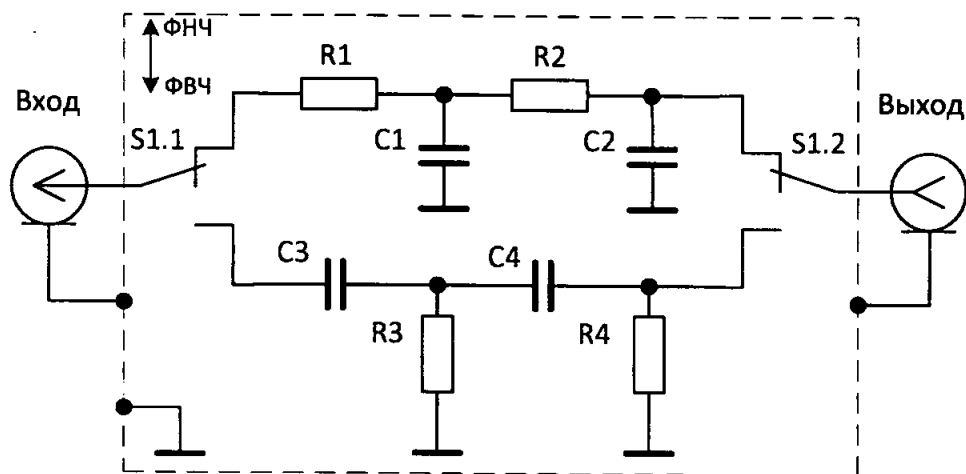 ФНЧ
ФВЧ
R1
R2
Вход
Выход
S1.1
C1
C2
S1.2
C3
C4
R3
R4